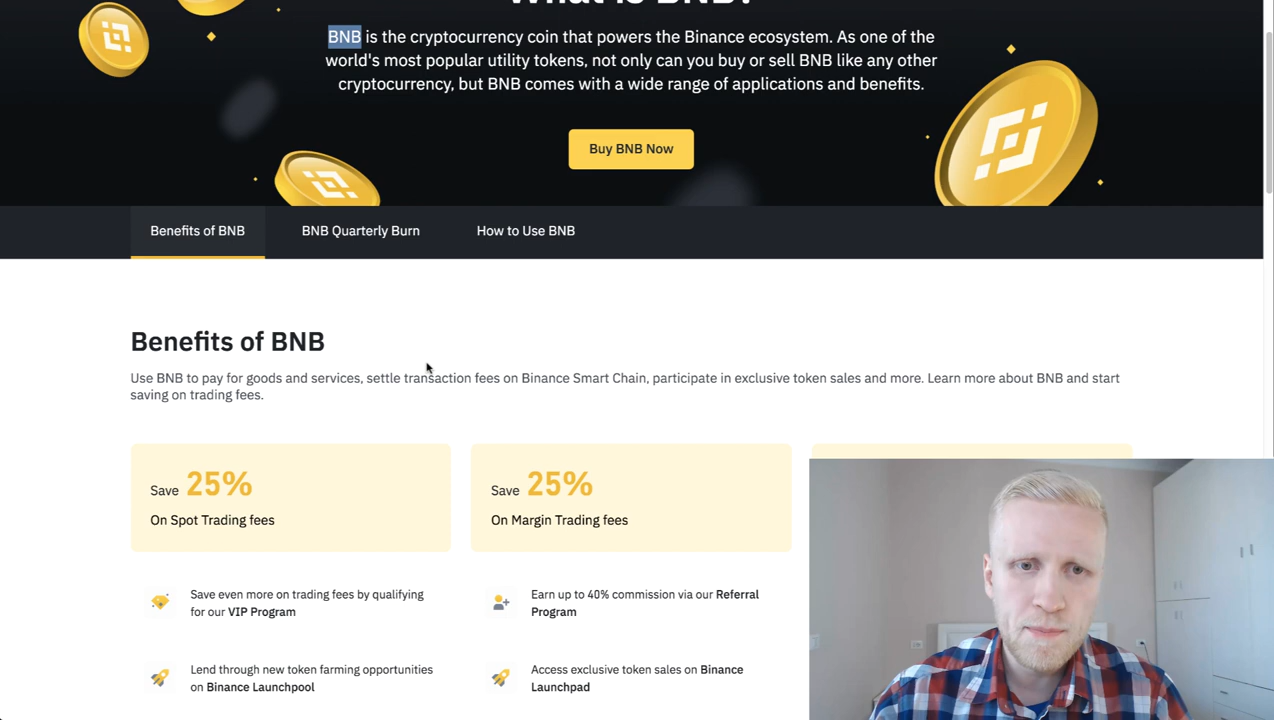 What is BNB?
BNB is the cryptocurrency coin that powers the Binance ecosystem. As one of the
world's most popular utility tokens, not only can you buy or sell BNB like any other
cryptocurrency, but BNB comes with a wide range of applications and benefits.
Buy BNB Now
Benefits of BNB
BNB Quarterly Burn
How to Use BNB
Benefits of BNB
Use BNB to pay for goods and services, settle transaction fees on Binance Smart Chain, participate in exclusive token sales and more. Learn more about BNB and start
saving on trading fees.
Save 25%
On Spot Trading fees
Save 25%
On Margin Trading fees
Save even more on trading fees by qualifying
for our VIP Program
Earn up to 40% commission via our Referral
Program
Lend through new token farming opportunities
on Binance Launchpool
Access exclusive token sales on Binance
Launchpad